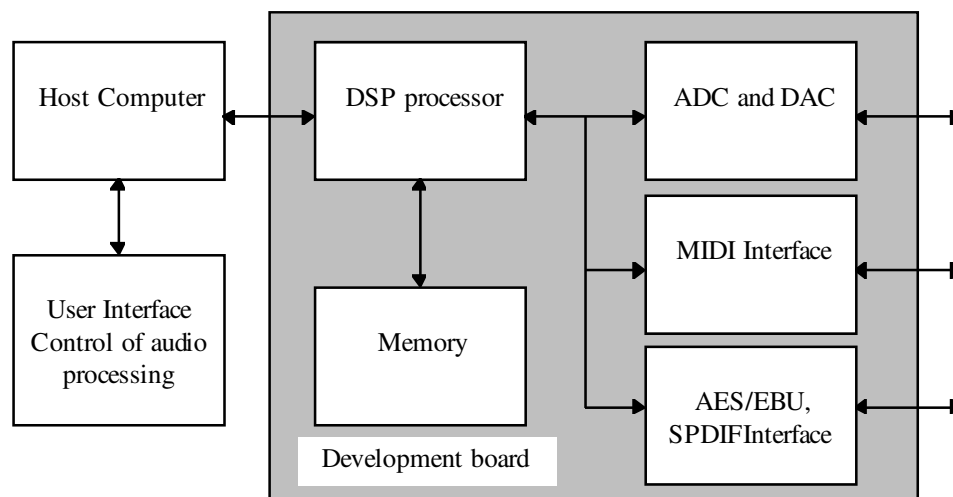 Host Computer
DSP processor
ADC and DAC
MIDI Interface
User Interface
Control of audio
processing
Memory
AES/EBU,
SPDIFInterface
Development board